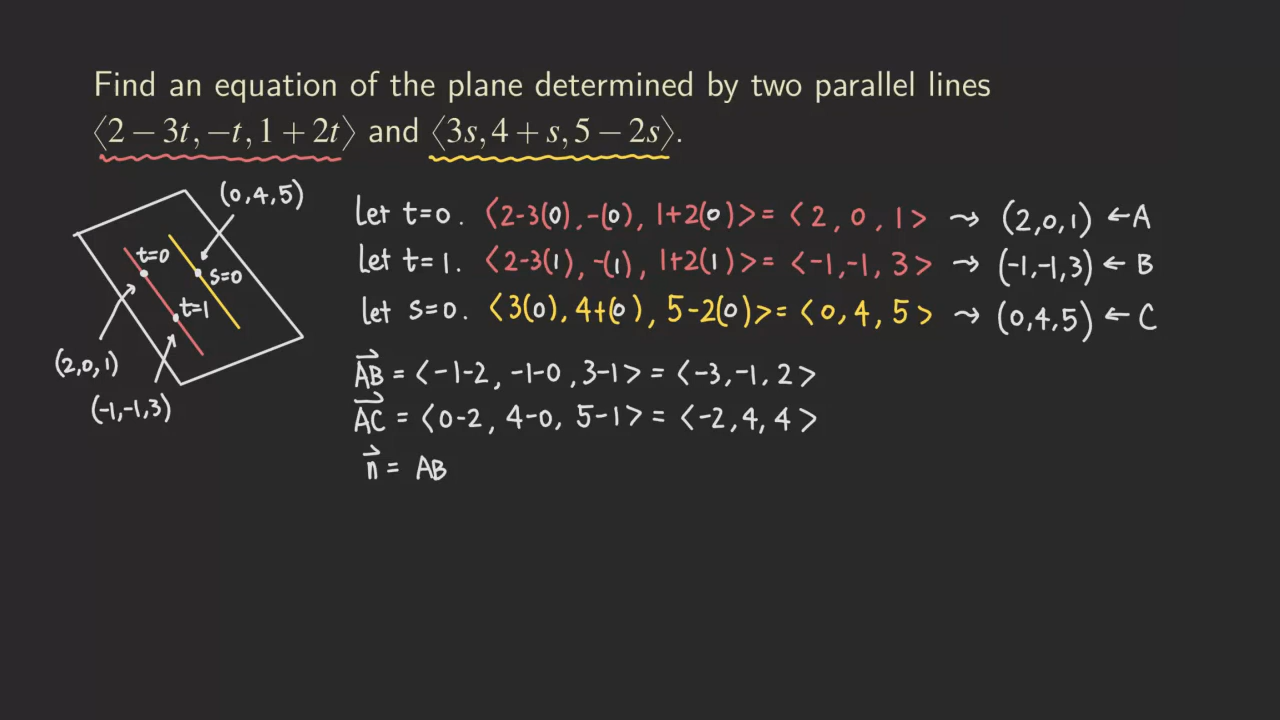 Find an equation of the plane determined by two parallel lines
⟨2 − 3t, −t, 1 + 2t⟩ and ⟨3s, 4 + s, 5 − 2s⟩.
(0,4,5)
t=0
s=0
t=1
(2,0,1)
(-1,-1,3)
Let t=0. ⟨2-3(0), -(0), 1+2(0)⟩ = ⟨2, 0, 1⟩ ⇝ (2,0,1) ← A
Let t=1. ⟨2-3(1), -(1), 1+2(1)⟩ = ⟨-1,-1, 3⟩ ⇝ (-1,-1,3) ← B
let s=0. ⟨3(0), 4+(0), 5-2(0)⟩ = ⟨0, 4, 5⟩ ⇝ (0,4,5) ← C
A⃗B⃗ = ⟨-1-2, -1-0, 3-1⟩ = ⟨-3,-1, 2⟩
A⃗C⃗ = ⟨0-2, 4-0, 5-1⟩ = ⟨-2,4, 4⟩
n⃗ = AB